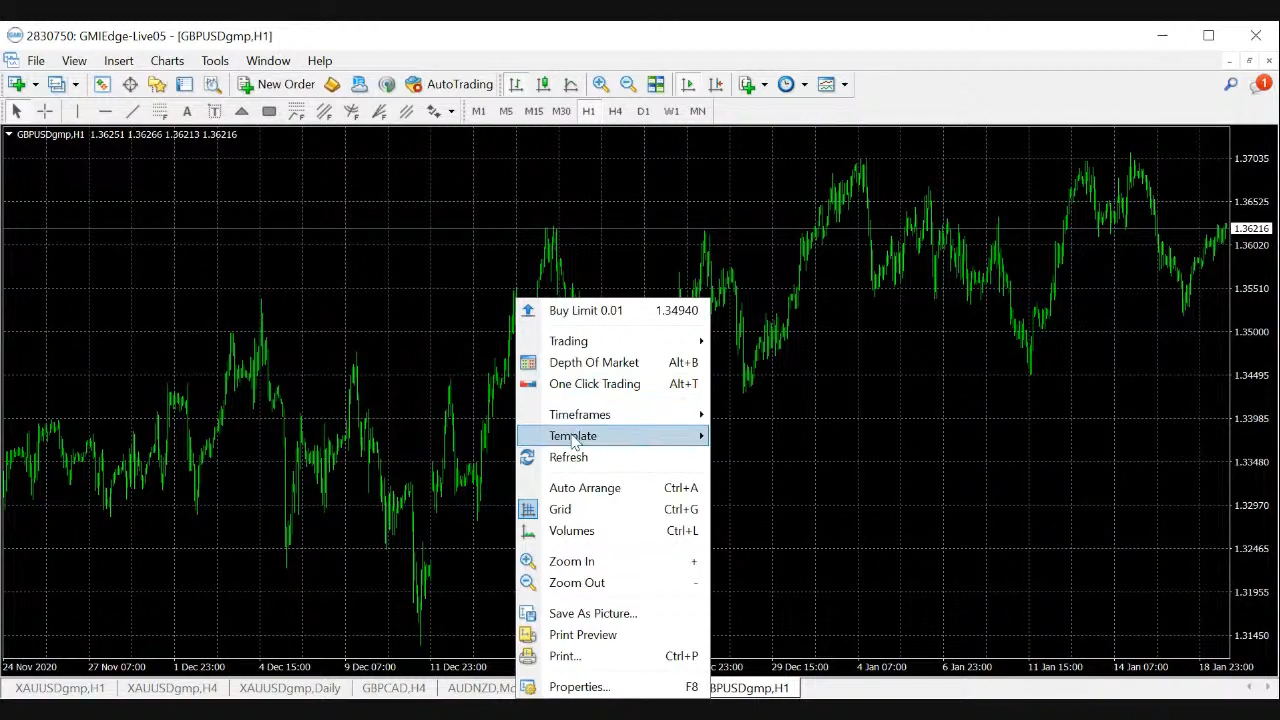 2830750: GMIEdge-Live05 - [GBPUSDgmp,H1]
File View Insert Charts Tools Window Help
New Order AutoTrading 1
A T M1 M5 M15 M30 H1 H4 D1 W1 MN
GBPUSDgmp,H1 1.36251 1.36266 1.36213 1.36216
1.37035
1.36525
1.36216
1.36020
1.35510
1.35000
1.34495
1.33985
1.33480
1.32970
1.32465
1.31955
1.31450
Buy Limit 0.01 1.34940
Trading
Depth Of Market Alt+B
One Click Trading Alt+T
Timeframes
Template
Refresh
Auto Arrange Ctrl+A
Grid Ctrl+G
Volumes Ctrl+L
Zoom In +
Zoom Out -
Save As Picture...
Print Preview
Print... Ctrl+P
Properties... F8
24 Nov 2020 27 Nov 07:00 1 Dec 23:00 4 Dec 15:00 9 Dec 07:00 11 Dec 23:00 23:00 29 Dec 15:00 4 Jan 07:00 6 Jan 23:00 11 Jan 15:00 14 Jan 07:00 18 Jan 23:00
XAUUSDgmp,H1 XAUUSDgmp,H4 XAUUSDgmp,Daily GBPCAD,H4 AUDNZD,Mo BPUSDgmp,H1